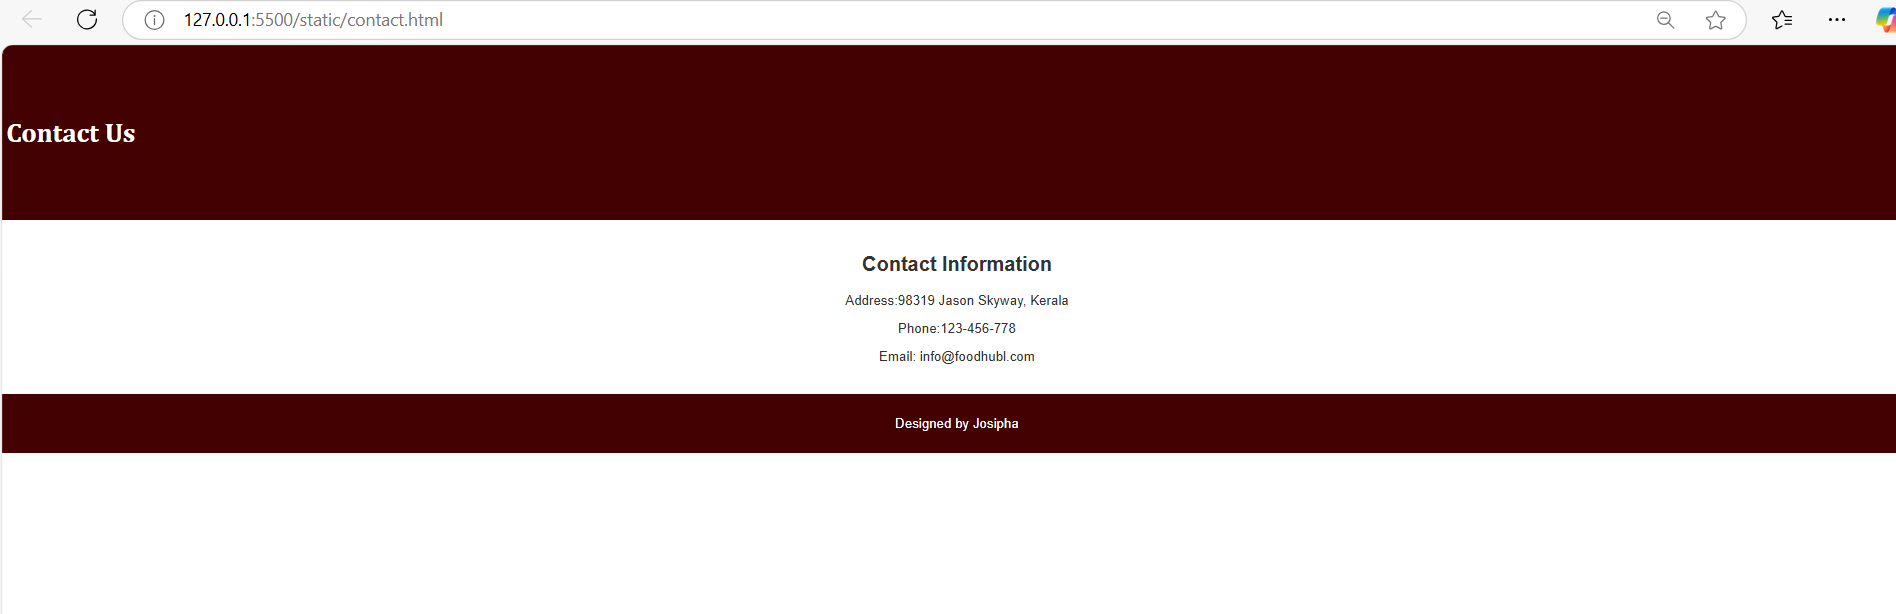 127.0.0.1:5500/static/contact.html
Contact Us
Contact Information
Address:98319 Jason Skyway, Kerala
Phone:123-456-778
Email: info@foodhubl.com
Designed by Josipha